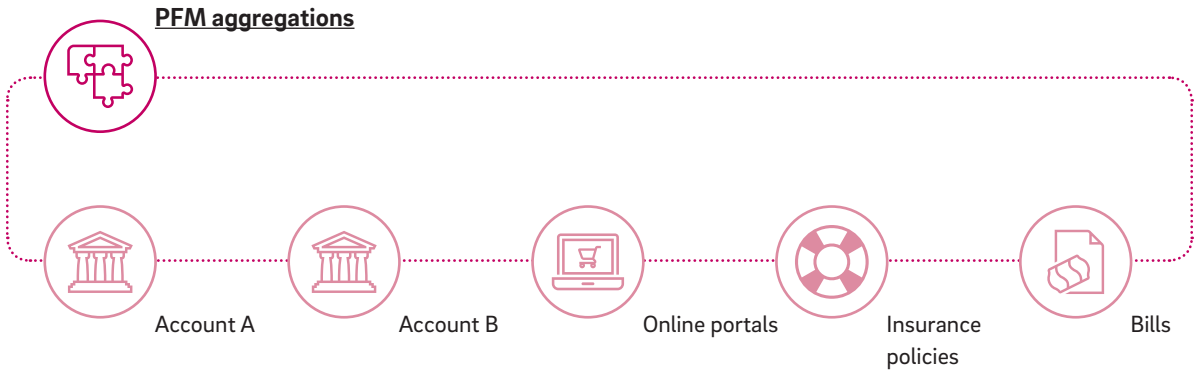 PFM aggregations
Account A
Account B
Online portals
Insurance
policies
Bills